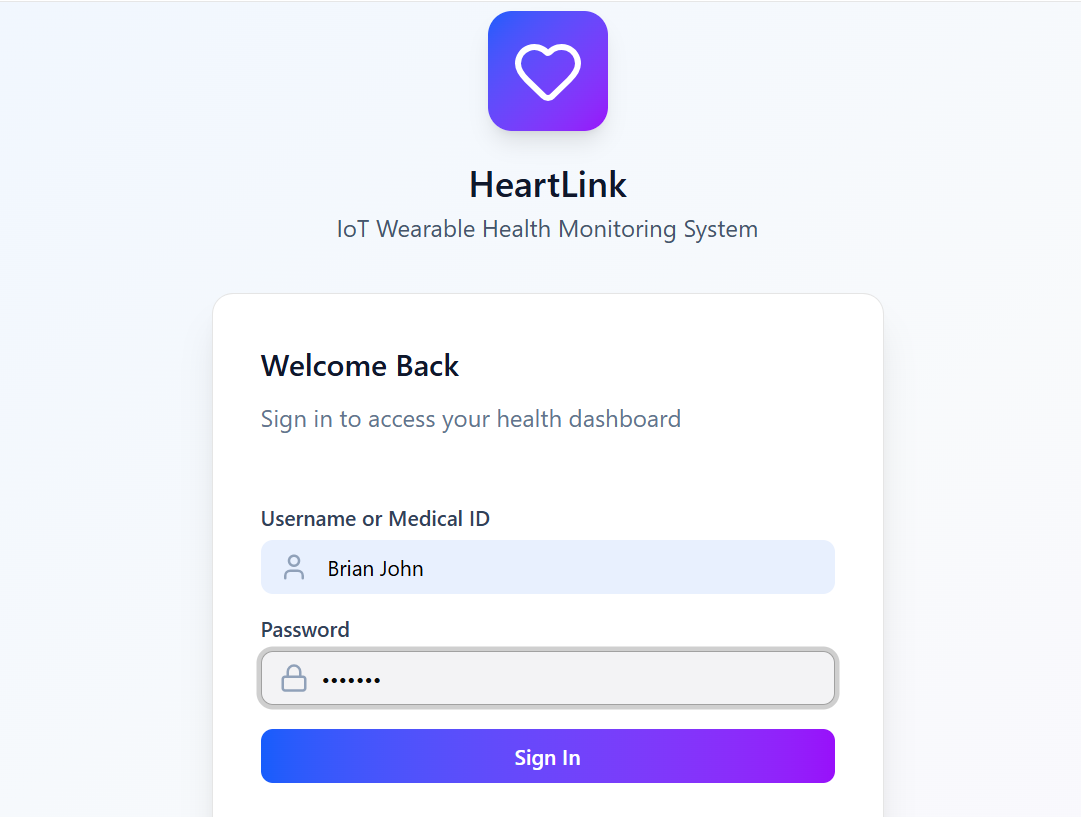 HeartLink
IoT Wearable Health Monitoring System
Welcome Back
Sign in to access your health dashboard
Username or Medical ID
Brian John
Password
•••••••
Sign In